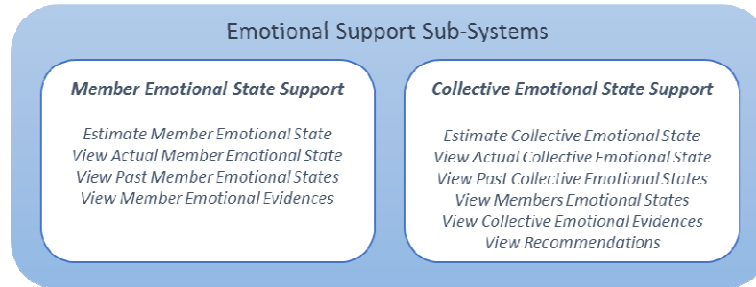 Emotional Support Sub-Systems
Member Emotional State Support
Estimate Member Emotional State
View Actual Member Emotional State
View Past Member Emotional States
View Member Emotional Evidences
Collective Emotional State Support
Estimate Collective Emotional State
View Actual Collective Emotional State
View Past Collective Emotional States
View Members Emotional States
View Collective Emotional Evidences
View Recommendations